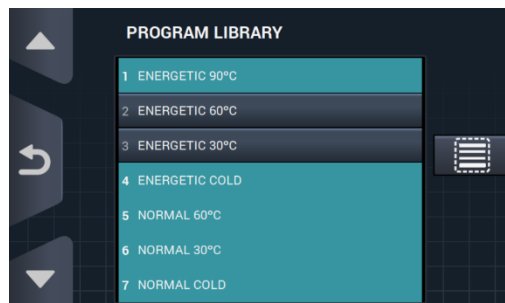 PROGRAM LIBRARY
1 ENERGETIC 90ºC
2 ENERGETIC 60ºC
3 ENERGETIC 30ºC
4 ENERGETIC COLD
5 NORMAL 60ºC
6 NORMAL 30ºC
7 NORMAL COLD